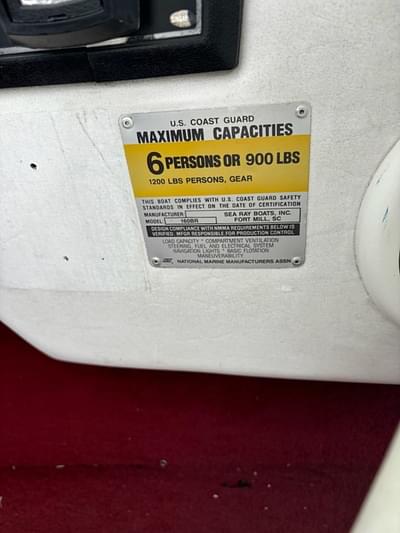 U.S. COAST GUARD
MAXIMUM CAPACITIES
6 PERSONS OR 900 LBS
1200 LBS PERSONS, GEAR
THIS BOAT COMPLIES WITH U.S. COAST GUARD SAFETY
STANDARDS IN EFFECT ON THE DATE OF CERTIFICATION
MANUFACTURER: SEA RAY BOATS, INC.
MODEL: 160BR FORT MILL, SC
DESIGN COMPLIANCE WITH NMMA REQUIREMENTS BELOW IS
VERIFIED. MFGR RESPONSIBLE FOR PRODUCTION CONTROL
LOAD CAPACITY * COMPARTMENT VENTILATION
STEERING, FUEL AND ELECTRICAL SYSTEM
NAVIGATION LIGHTS * BASIC FLOTATION
MANEUVERABILITY
NATIONAL MARINE MANUFACTURERS ASSN.